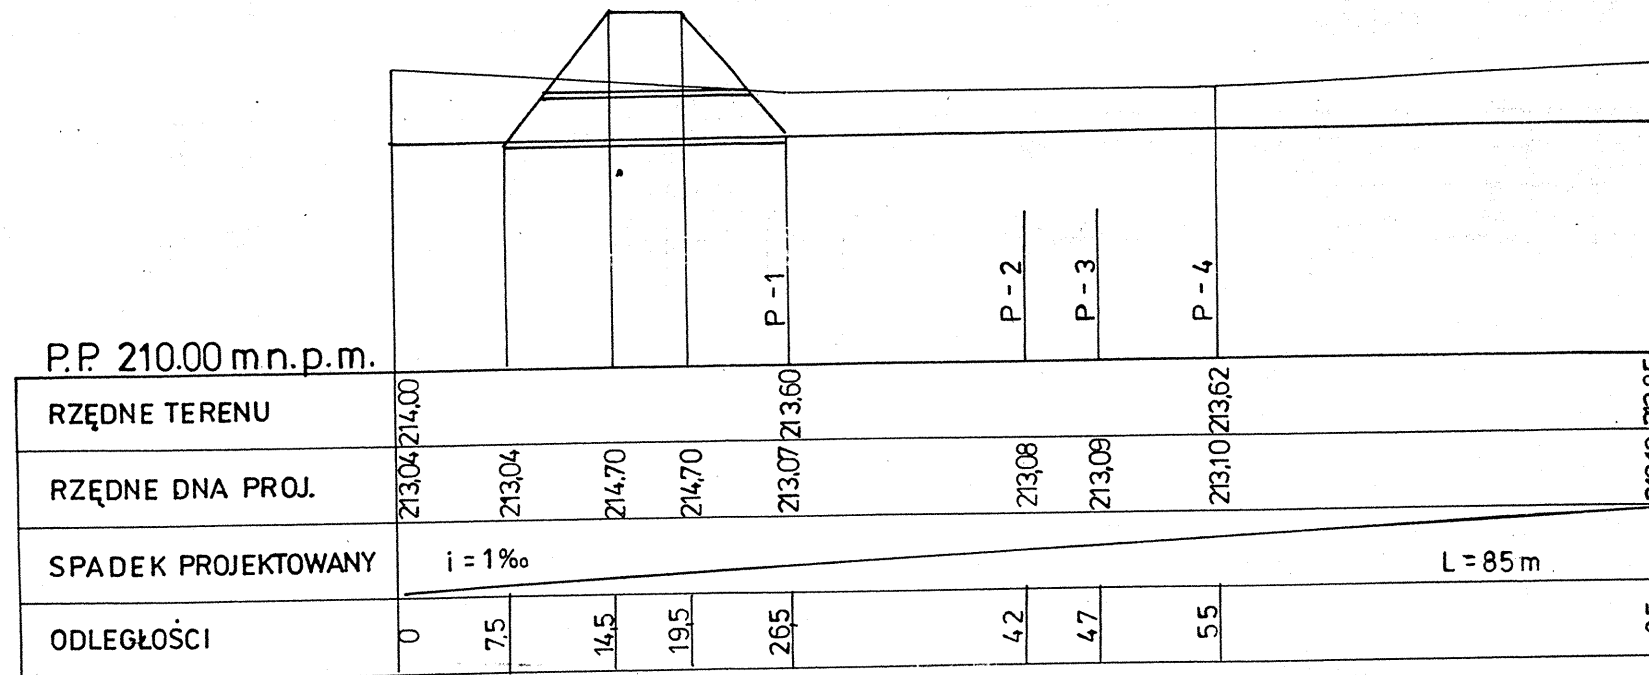 P-1
P-2
P-3
P-4
P.P. 210.00 m n.p.m.
RZĘDNE TERENU 214,00 213,60 213,62
RZĘDNE DNA PROJ. 213,04 213,04 214,70 214,70 213,07 213,08 213,09 213,10
SPADEK PROJEKTOWANY i = 1‰ L = 85 m
ODLEGŁOŚCI 0 7,5 14,5 19,5 265 42 47 55